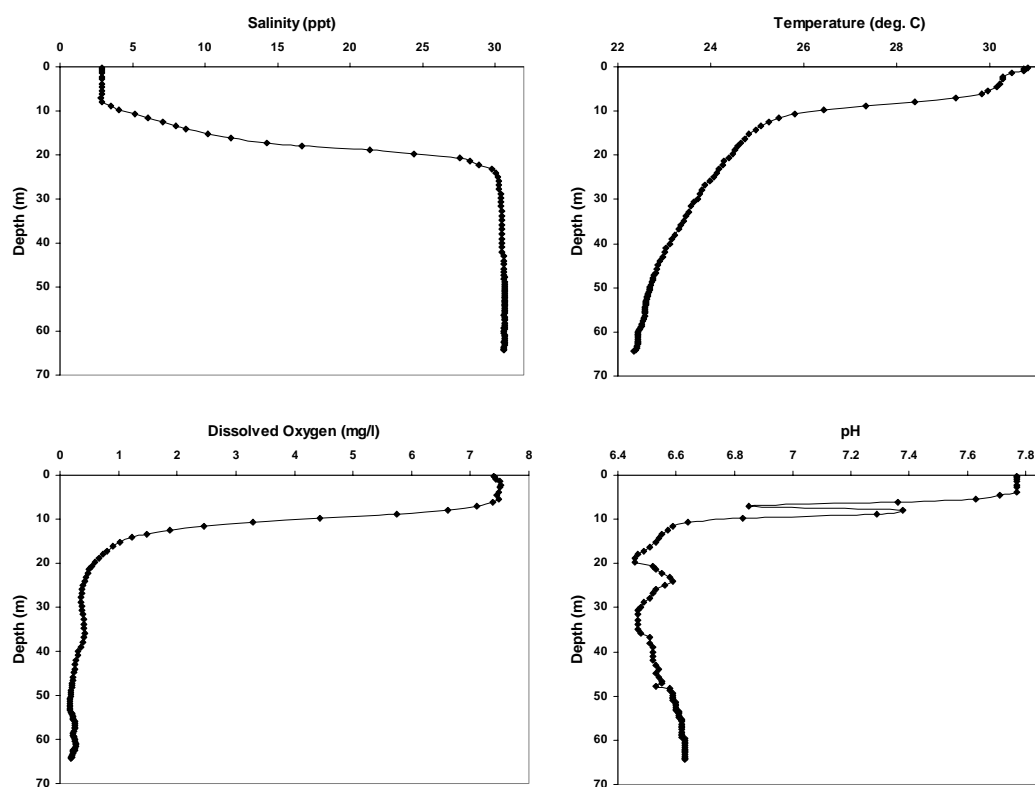 Salinity (ppt)
0 5 10 15 20 25 30
0
10
20
30
40
50
60
70
Depth (m)
Temperature (deg. C)
22 24 26 28 30
0
10
20
30
40
50
60
70
Depth (m)
Dissolved Oxygen (mg/l)
0 1 2 3 4 5 6 7 8
0
10
20
30
40
50
60
70
Depth (m)
pH
6.4 6.6 6.8 7 7.2 7.4 7.6 7.8
0
10
20
30
40
50
60
70
Depth (m)